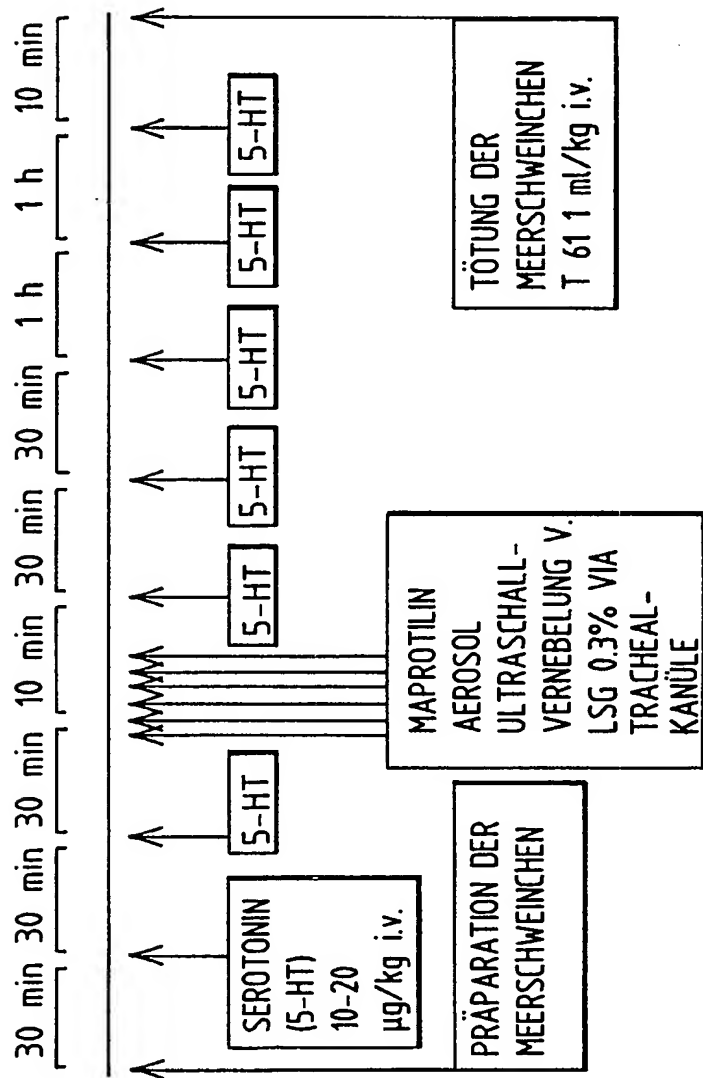 30 min
30 min
30 min
10 min
30 min
30 min
1 h
1 h
10 min
SEROTONIN
(5-HT)
10-20
µg/kg i.v.
5-HT
5-HT
5-HT
5-HT
5-HT
5-HT
MAPROTILIN
AEROSOL
ULTRASCHALL-
VERNEBELUNG V.
LSG 0.3% VIA
TRACHEAL-
KANÜLE
PRÄPARATION DER
MEERSCHWEINCHEN
TÖTUNG DER
MEERSCHWEINCHEN
T 61 1 ml/kg i.v.